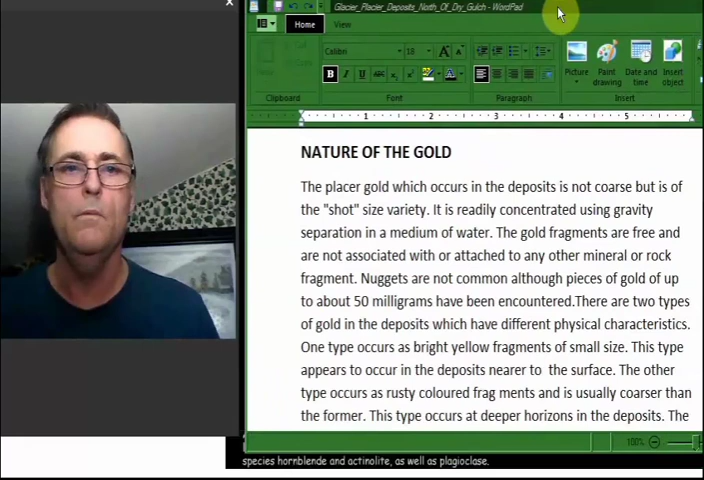 x
Glacier_Placier_Deposits_North_Of_Dry_Gulch - WordPad
Home View
Cut
Calibri 18 A A
B I U abc x x A
Picture Paint drawing Date and time Insert object
Clipboard Font Paragraph Insert
1 2 3 4 5
NATURE OF THE GOLD
The placer gold which occurs in the deposits is not coarse but is of
the "shot" size variety. It is readily concentrated using gravity
separation in a medium of water. The gold fragments are free and
are not associated with or attached to any other mineral or rock
fragment. Nuggets are not common although pieces of gold of up
to about 50 milligrams have been encountered.There are two types
of gold in the deposits which have different physical characteristics.
One type occurs as bright yellow fragments of small size. This type
appears to occur in the deposits nearer to the surface. The other
type occurs as rusty coloured frag ments and is usually coarser than
the former. This type occurs at deeper horizons in the deposits. The
100%
species hornblende and actinolite, as well as plagioclase.